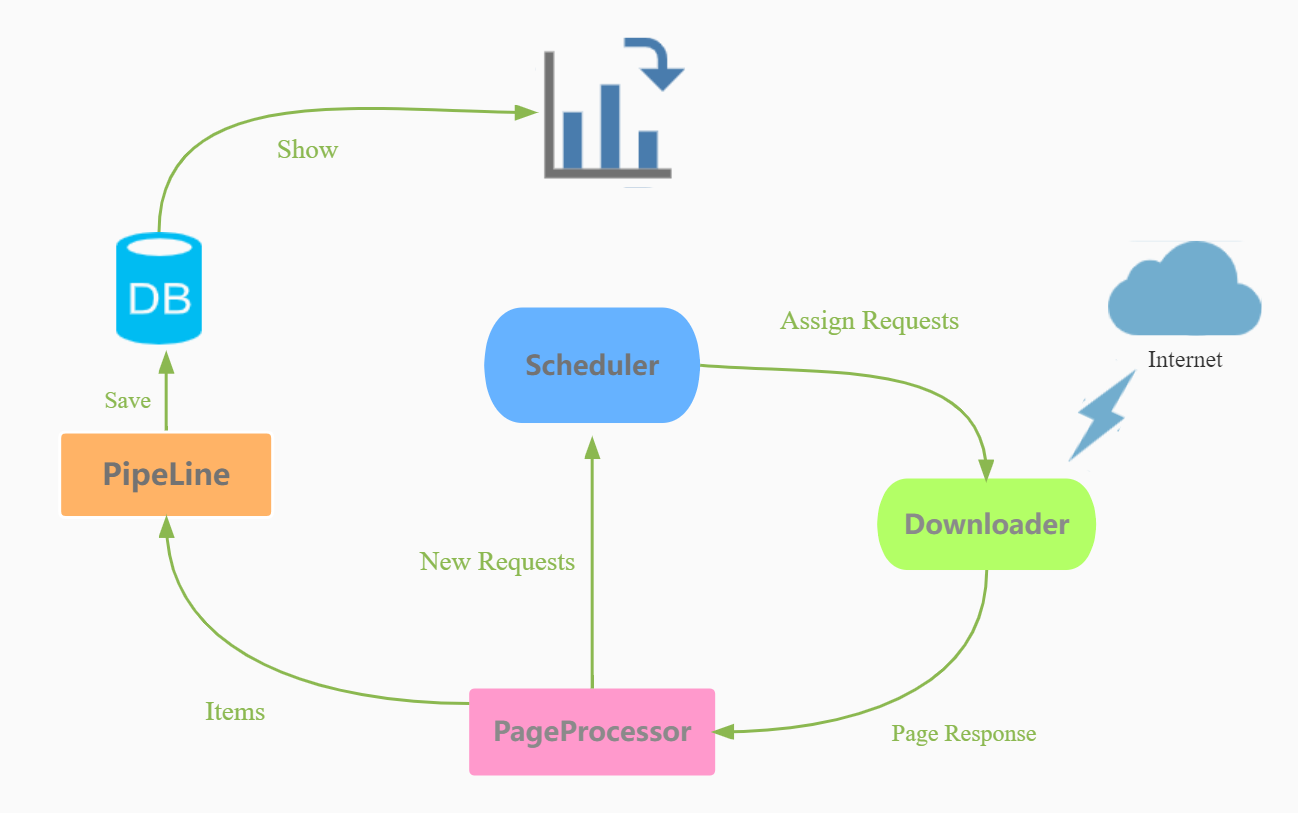 Show
DB
Scheduler
Assign Requests
Internet
Save
PipeLine
Downloader
New Requests
Items
PageProcessor
Page Response